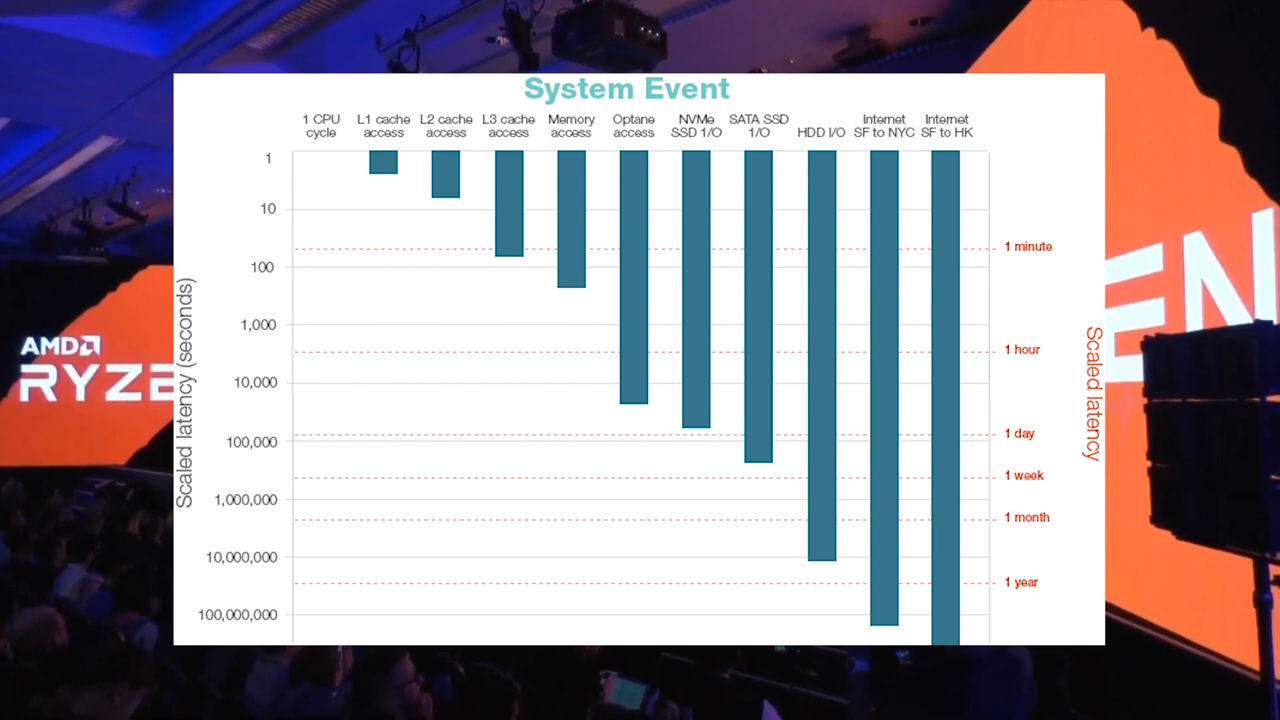 System Event
1 CPU
cycle
L1 cache
access
L2 cache
access
L3 cache
access
Memory
access
Optane
access
NVMe
SSD 1/O
SATA SSD
1/O
HDD I/O
Internet
SF to NYC
Internet
SF to HK
Scaled latency (seconds)
1
10
100
1,000
10,000
100,000
1,000,000
10,000,000
100,000,000
1 minute
1 hour
1 day
1 week
1 month
1 year
Scaled latency
AMD
RYZE
EN